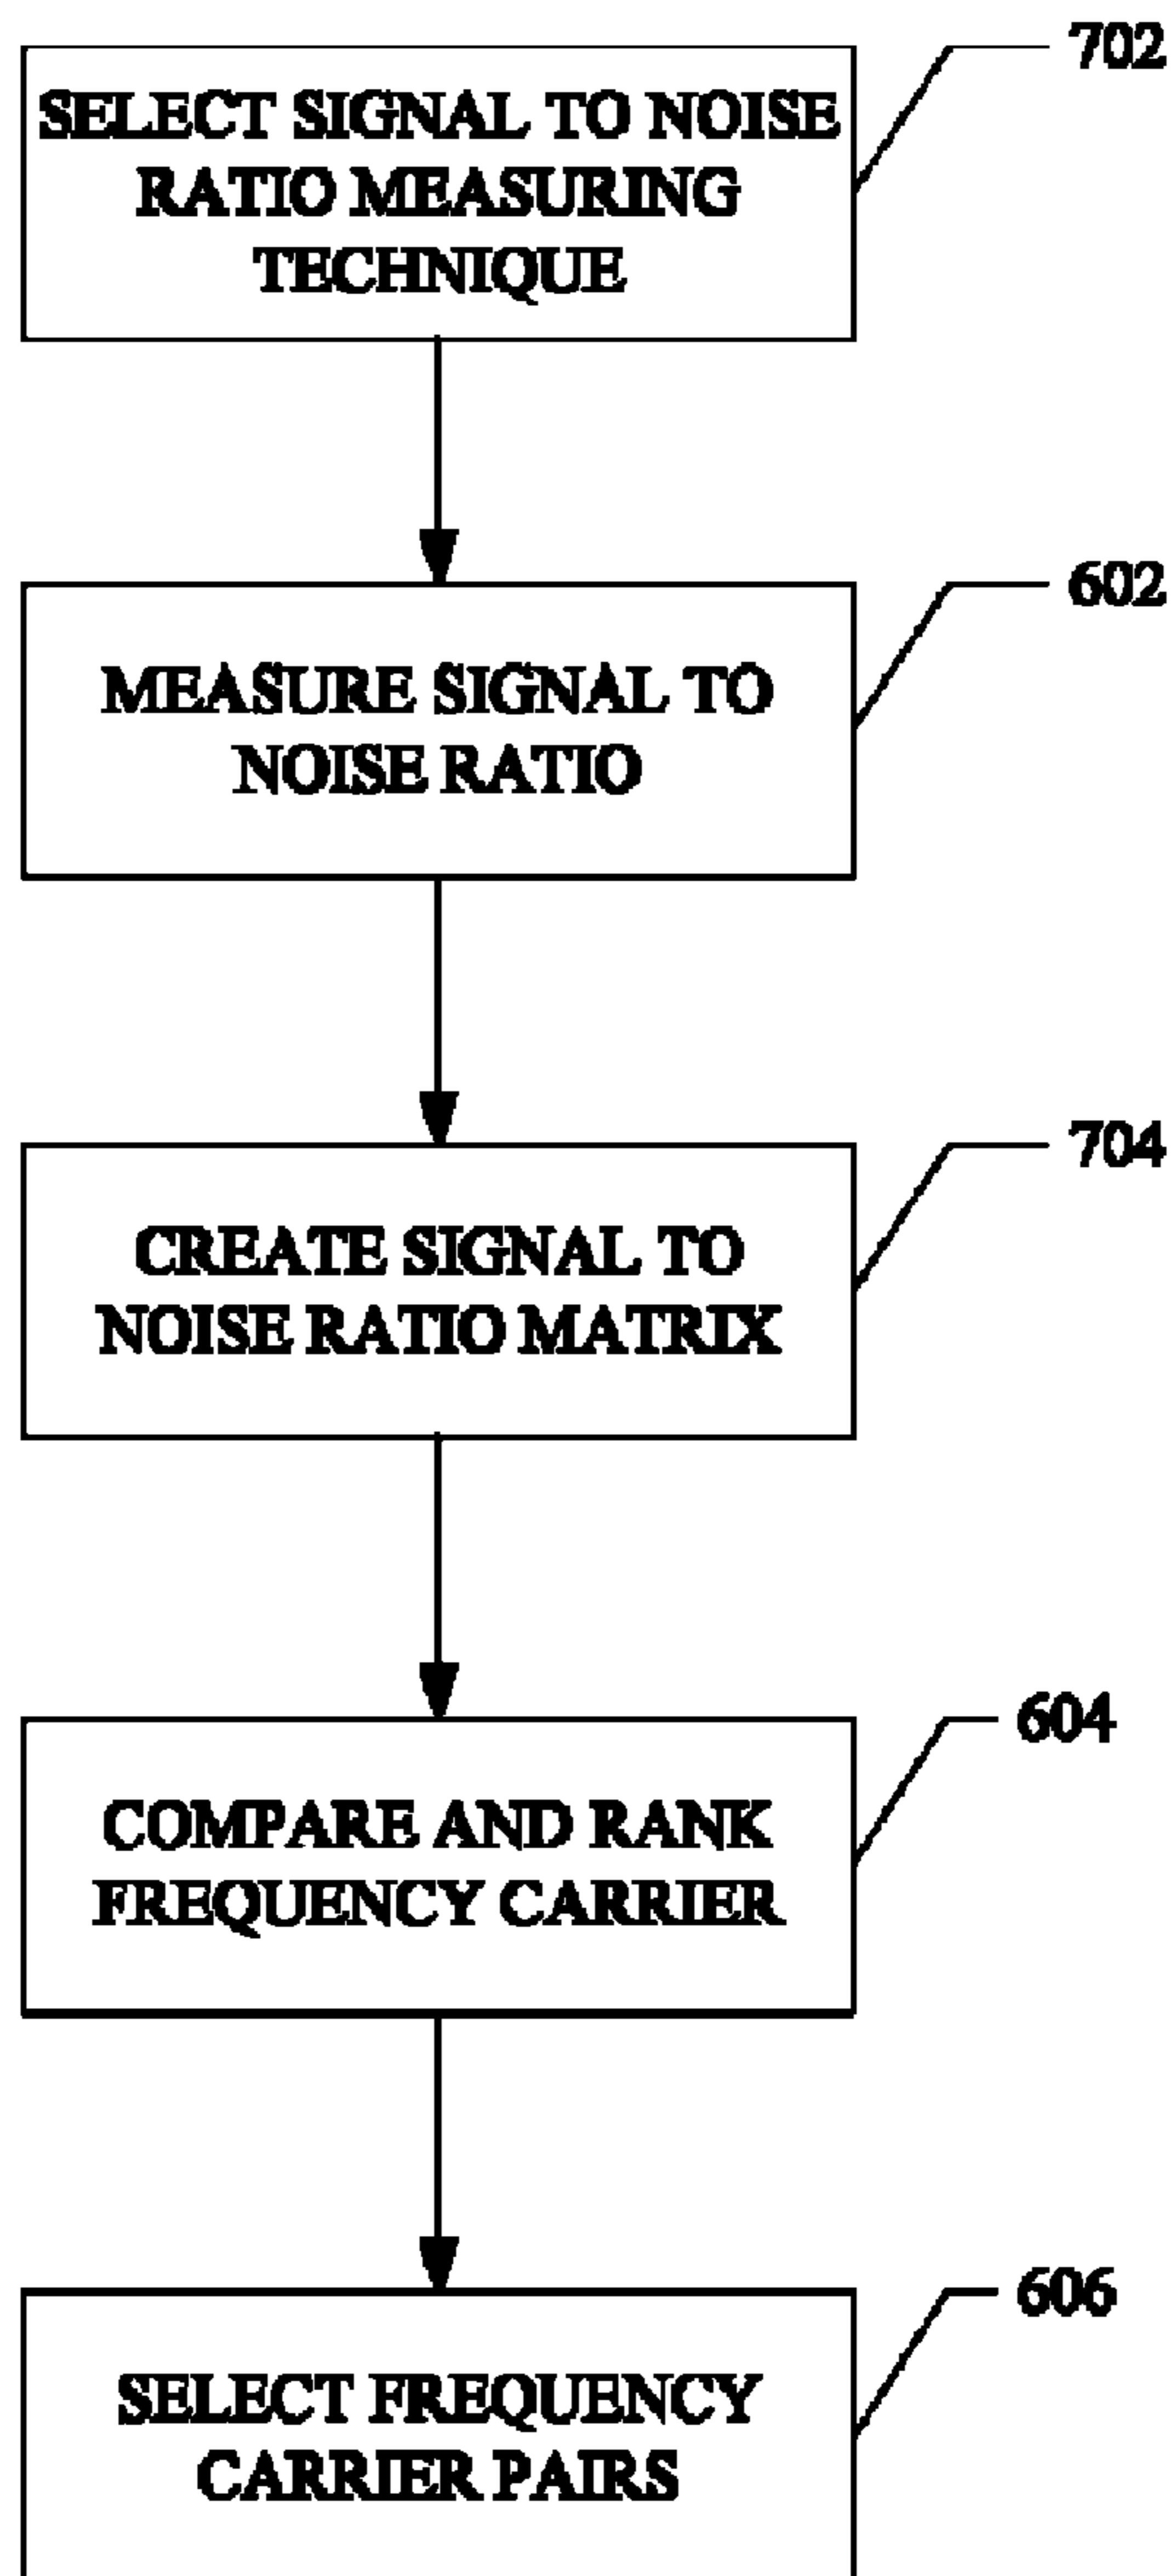 702
SELECT SIGNAL TO NOISE
RATIO MEASURING
TECHNIQUE
602
MEASURE SIGNAL TO
NOISE RATIO
704
CREATE SIGNAL TO
NOISE RATIO MATRIX
604
COMPARE AND RANK
FREQUENCY CARRIER
606
SELECT FREQUENCY
CARRIER PAIRS